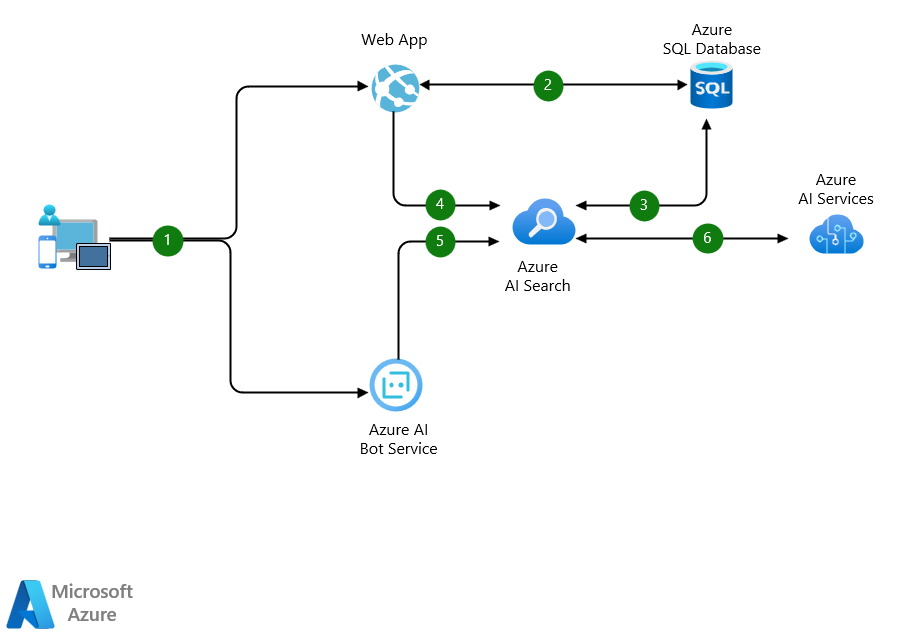 Web App
Azure
SQL Database
2
SQL
Azure
AI Services
4
3
1
5
6
Azure
AI Search
Azure AI
Bot Service
Microsoft
Azure